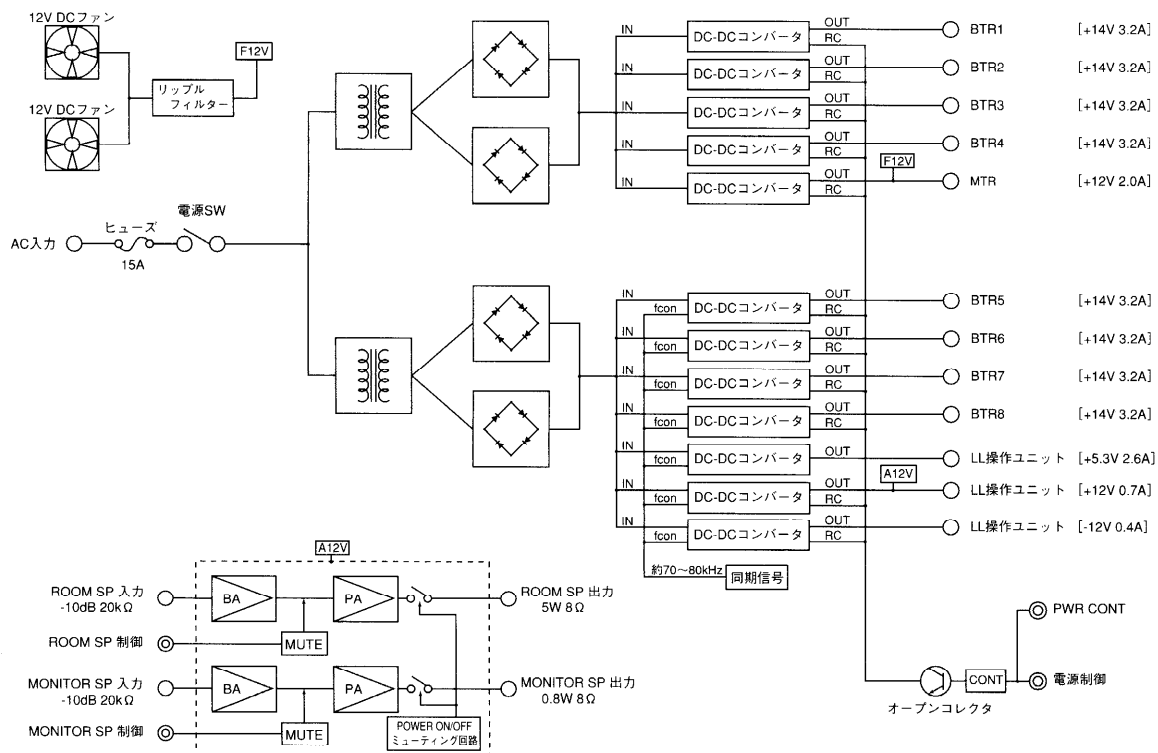 12V DCファン
F12V
リップル
フィルター
12V DCファン
AC入力
ヒューズ
15A
電源SW
IN
DC-DCコンバータ
OUT
RC
BTR1
[+14V 3.2A]
IN
DC-DCコンバータ
OUT
RC
BTR2
[+14V 3.2A]
IN
DC-DCコンバータ
OUT
RC
BTR3
[+14V 3.2A]
IN
DC-DCコンバータ
OUT
RC
BTR4
[+14V 3.2A]
IN
DC-DCコンバータ
OUT
RC
F12V
MTR
[+12V 2.0A]
IN
fcon
DC-DCコンバータ
OUT
RC
BTR5
[+14V 3.2A]
IN
fcon
DC-DCコンバータ
OUT
RC
BTR6
[+14V 3.2A]
IN
fcon
DC-DCコンバータ
OUT
RC
BTR7
[+14V 3.2A]
IN
fcon
DC-DCコンバータ
OUT
RC
BTR8
[+14V 3.2A]
IN
fcon
DC-DCコンバータ
OUT
LL操作ユニット
[+5.3V 2.6A]
IN
fcon
DC-DCコンバータ
OUT
RC
A12V
LL操作ユニット
[+12V 0.7A]
IN
fcon
DC-DCコンバータ
OUT
RC
LL操作ユニット
[-12V 0.4A]
約70～80kHz
同期信号
A12V
ROOM SP 入力
-10dB 20kΩ
BA
PA
ROOM SP 出力
5W 8Ω
ROOM SP 制御
MUTE
MONITOR SP 入力
-10dB 20kΩ
BA
PA
MONITOR SP 出力
0.8W 8Ω
MONITOR SP 制御
MUTE
POWER ON/OFF
ミューティング回路
PWR CONT
CONT
電源制御
オープンコレクタ